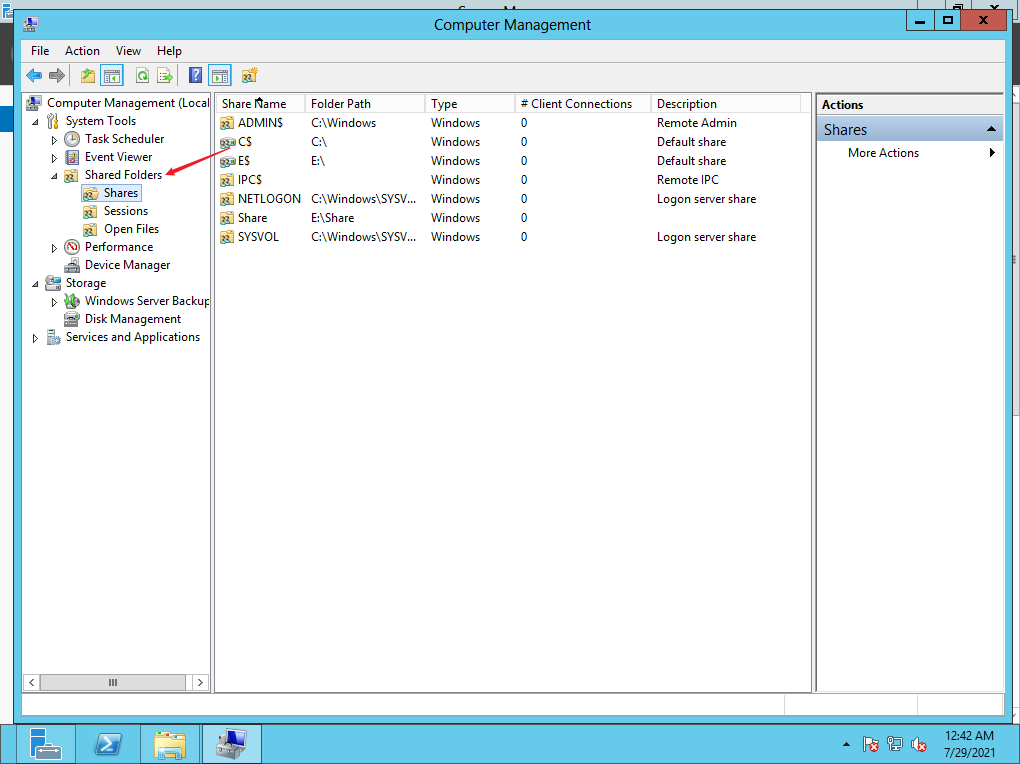 Computer Management
File Action View Help
Computer Management (Local
System Tools
Task Scheduler
Event Viewer
Shared Folders
Shares
Sessions
Open Files
Performance
Device Manager
Storage
Windows Server Backup
Disk Management
Services and Applications
Share Name Folder Path Type # Client Connections Description
ADMIN$ C:\Windows Windows 0 Remote Admin
C$ C:\ Windows 0 Default share
E$ E:\ Windows 0 Default share
IPC$ Windows 0 Remote IPC
NETLOGON C:\Windows\SYSV... Windows 0 Logon server share
Share E:\Share Windows 0
SYSVOL C:\Windows\SYSV... Windows 0 Logon server share
Actions
Shares
More Actions
12:42 AM
7/29/2021